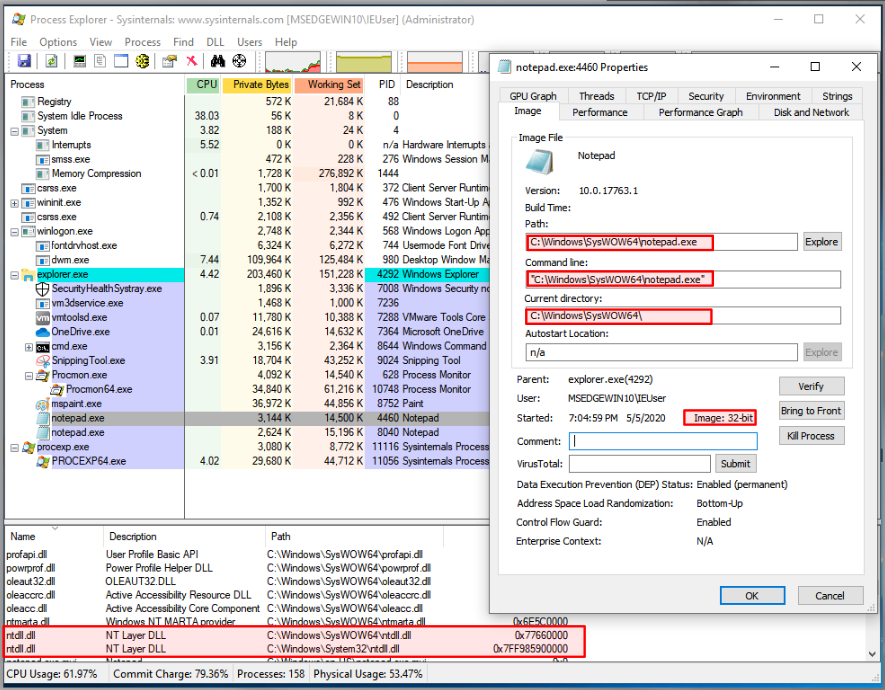 Process Explorer - Sysinternals: www.sysinternals.com [MSEDGEWIN10\IEUser] (Administrator)
File Options View Process Find DLL Users Help
Process CPU Private Bytes Working Set PID Description
Registry 572 K 21,684 K 88
System Idle Process 38.03 56 K 8 K 0
System 3.82 188 K 24 K 4
Interrupts 5.52 0 K 0 K n/a Hardware Interrupts
smss.exe 472 K 228 K 276 Windows Session M
Memory Compression < 0.01 1,728 K 276,892 K 1444
csrss.exe 1,700 K 1,804 K 372 Client Server Runtime
wininit.exe 1,352 K 992 K 476 Windows Start-Up A
csrss.exe 0.74 2,108 K 2,356 K 492 Client Server Runtime
winlogon.exe 2,748 K 2,344 K 568 Windows Logon App
fontdrvhost.exe 6,324 K 6,272 K 744 Usermode Font Drive
dwm.exe 7.44 109,964 K 125,484 K 980 Desktop Window M
explorer.exe 4.42 203,460 K 151,228 K 4292 Windows Explorer
SecurityHealthSystray.exe 1,896 K 3,336 K 7008 Windows Security no
vm3dservice.exe 1,468 K 1,000 K 7236
vmtoolsd.exe 0.07 11,780 K 10,388 K 7288 VMware Tools Core
OneDrive.exe 0.01 24,616 K 14,632 K 7364 Microsoft OneDrive
cmd.exe 3,156 K 2,364 K 8644 Windows Command
SnippingTool.exe 3.91 18,704 K 43,252 K 9024 Snipping Tool
Procmon.exe 4,092 K 14,540 K 628 Process Monitor
Procmon64.exe 34,840 K 61,216 K 10748 Process Monitor
mspaint.exe 36,972 K 44,856 K 8752 Paint
notepad.exe 3,144 K 14,500 K 4460 Notepad
notepad.exe 2,624 K 15,196 K 8040 Notepad
procexp.exe 3,080 K 8,772 K 11116 Sysinternals Process
PROCEXP64.exe 4.02 29,680 K 44,712 K 11056 Sysinternals Process
Name Description Path
profapi.dll User Profile Basic API C:\Windows\SysWOW64\profapi.dll
powrprof.dll Power Profile Helper DLL C:\Windows\SysWOW64\powrprof.dll
oleaut32.dll OLEAUT32.DLL C:\Windows\SysWOW64\oleaut32.dll
oleaccrc.dll Active Accessibility Resource DLL C:\Windows\SysWOW64\oleaccrc.dll
oleacc.dll Active Accessibility Core Component C:\Windows\SysWOW64\oleacc.dll
ntmarta.dll Windows NT MARTA provider C:\Windows\SysWOW64\ntmarta.dll 0x6E5C0000
ntdll.dll NT Layer DLL C:\Windows\SysWOW64\ntdll.dll 0x77660000
ntdll.dll NT Layer DLL C:\Windows\System32\ntdll.dll 0x7FF985900000
CPU Usage: 61.97% Commit Charge: 79.36% Processes: 158 Physical Usage: 53.47%
notepad.exe:4460 Properties
GPU Graph Threads TCP/IP Security Environment Strings
Image Performance Performance Graph Disk and Network
Image File
Notepad
Version: 10.0.17763.1
Build Time:
Path:
C:\Windows\SysWOW64\notepad.exe Explore
Command line:
"C:\Windows\SysWOW64\notepad.exe"
Current directory:
C:\Windows\SysWOW64\
Autostart Location:
n/a Explore
Parent: explorer.exe(4292) Verify
User: MSEDGEWIN10\IEUser
Started: 7:04:59 PM 5/5/2020 Image: 32-bit Bring to Front
Comment: Kill Process
VirusTotal: Submit
Data Execution Prevention (DEP) Status: Enabled (permanent)
Address Space Load Randomization: Bottom-Up
Control Flow Guard: Enabled
Enterprise Context: N/A
OK Cancel